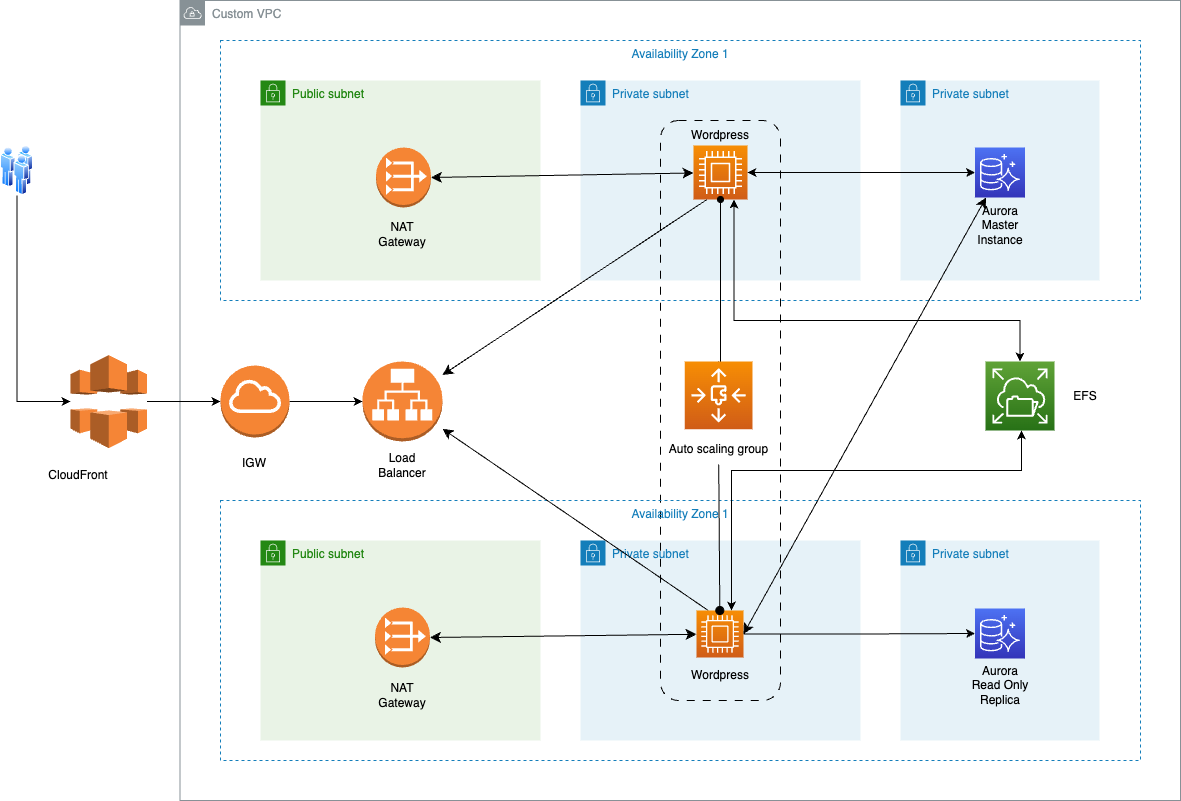 Custom VPC
Availability Zone 1
Public subnet
Private subnet
Private subnet
Wordpress
NAT
Gateway
Aurora
Master
Instance
CloudFront
IGW
Load
Balancer
Auto scaling group
EFS
Availability Zone 1
Public subnet
Private subnet
Private subnet
NAT
Gateway
Wordpress
Aurora
Read Only
Replica